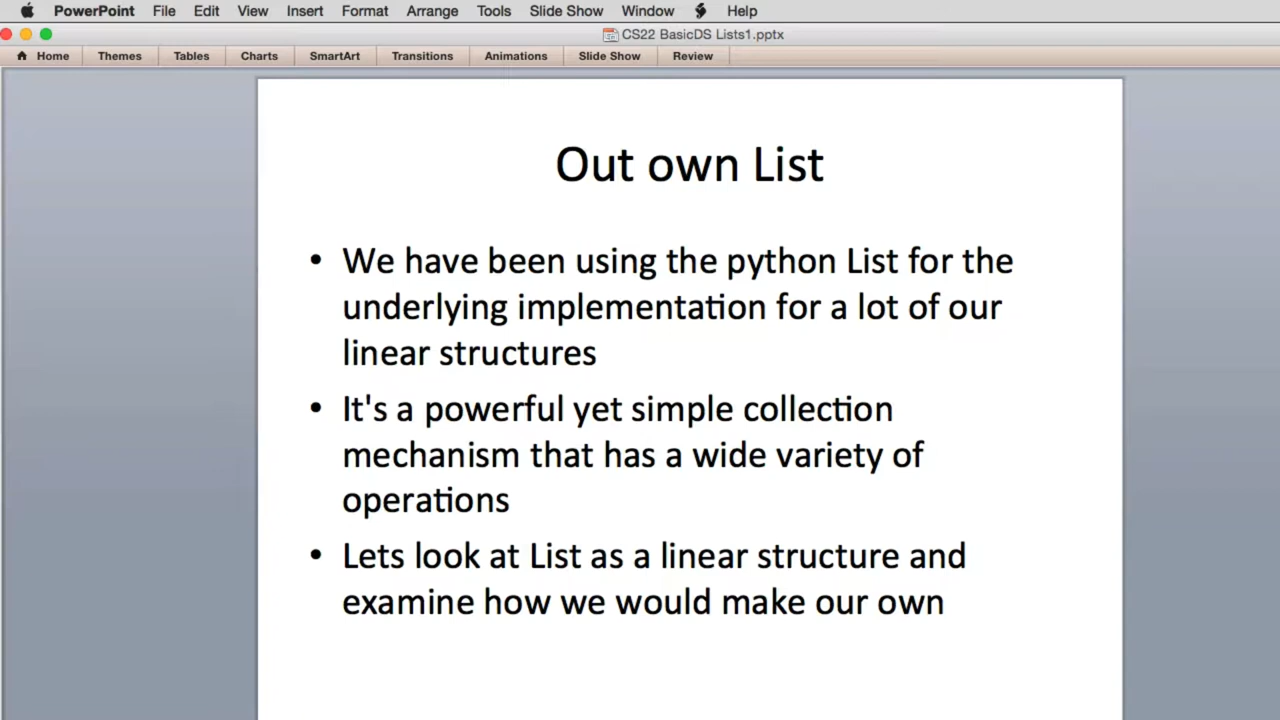 PowerPoint File Edit View Insert Format Arrange Tools Slide Show Window Help
CS22 BasicDS Lists1.pptx
Home Themes Tables Charts SmartArt Transitions Animations Slide Show Review
Out own List
• We have been using the python List for the
underlying implementation for a lot of our
linear structures
• It's a powerful yet simple collection
mechanism that has a wide variety of
operations
• Lets look at List as a linear structure and
examine how we would make our own